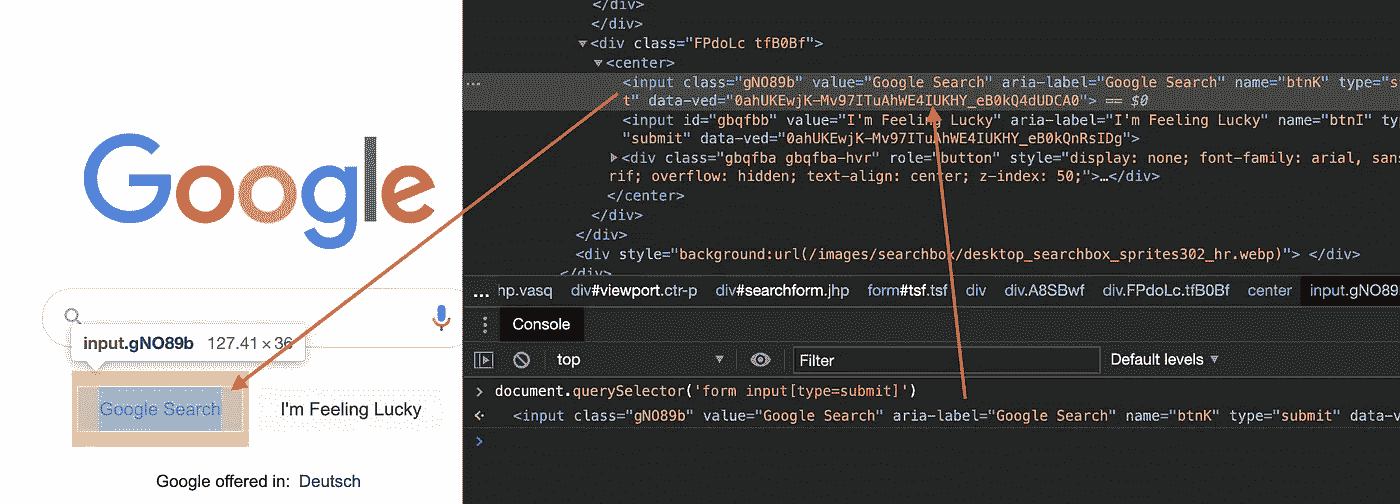 Google
input.gNO89b 127.41 × 36
Google Search
I'm Feeling Lucky
Google offered in: Deutsch
</div>
</div>
<div class="FPdoLc tfB0Bf">
<center>
… <input class="gNO89b" value="Google Search" aria-label="Google Search" name="btnK" type="s
t" data-ved="0ahUKEwjK-Mv97ITuAhWE4IUKHY_eB0kQ4dUDCA0"> == $0
<input id="gbqfbb" value="I'm Feeling Lucky" aria-label="I'm Feeling Lucky" name="btnI" typ
"submit" data-ved="0ahUKEwjK-Mv97ITuAhWE4IUKHY_eB0kQnRsIDg">
<div class="gbqfba gbqfba-hvr" role="button" style="display: none; font-family: arial, sans
rif; overflow: hidden; text-align: center; z-index: 50;">…</div>
</center>
</div>
</div>
<div style="background:url(/images/searchbox/desktop_searchbox_sprites302_hr.webp)"> </div>
</div>
… hp.vasq div#viewport.ctr-p div#searchform.jhp form#tsf.tsf div div.A8SBwf div.FPdoLc.tfB0Bf center input.gNO89
Console
top Filter Default levels
> document.querySelector('form input[type=submit]')
<input class="gNO89b" value="Google Search" aria-label="Google Search" name="btnK" type="submit" data-v
>